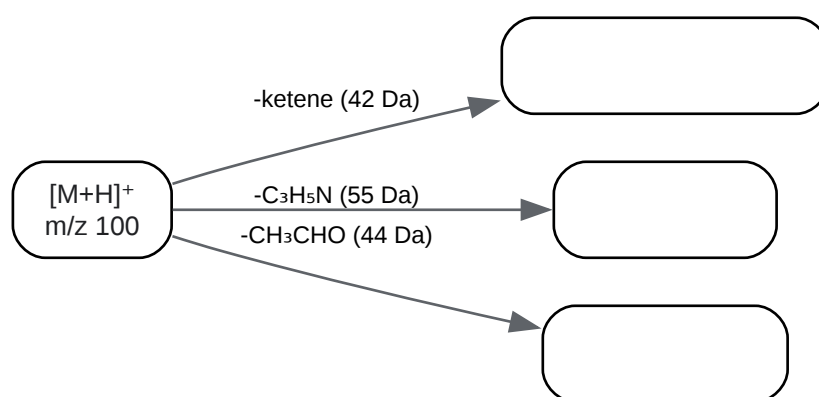 -ketene (42 Da)
[M+H]⁺
m/z 100
-C₃H₅N (55 Da)
-CH₃CHO (44 Da)